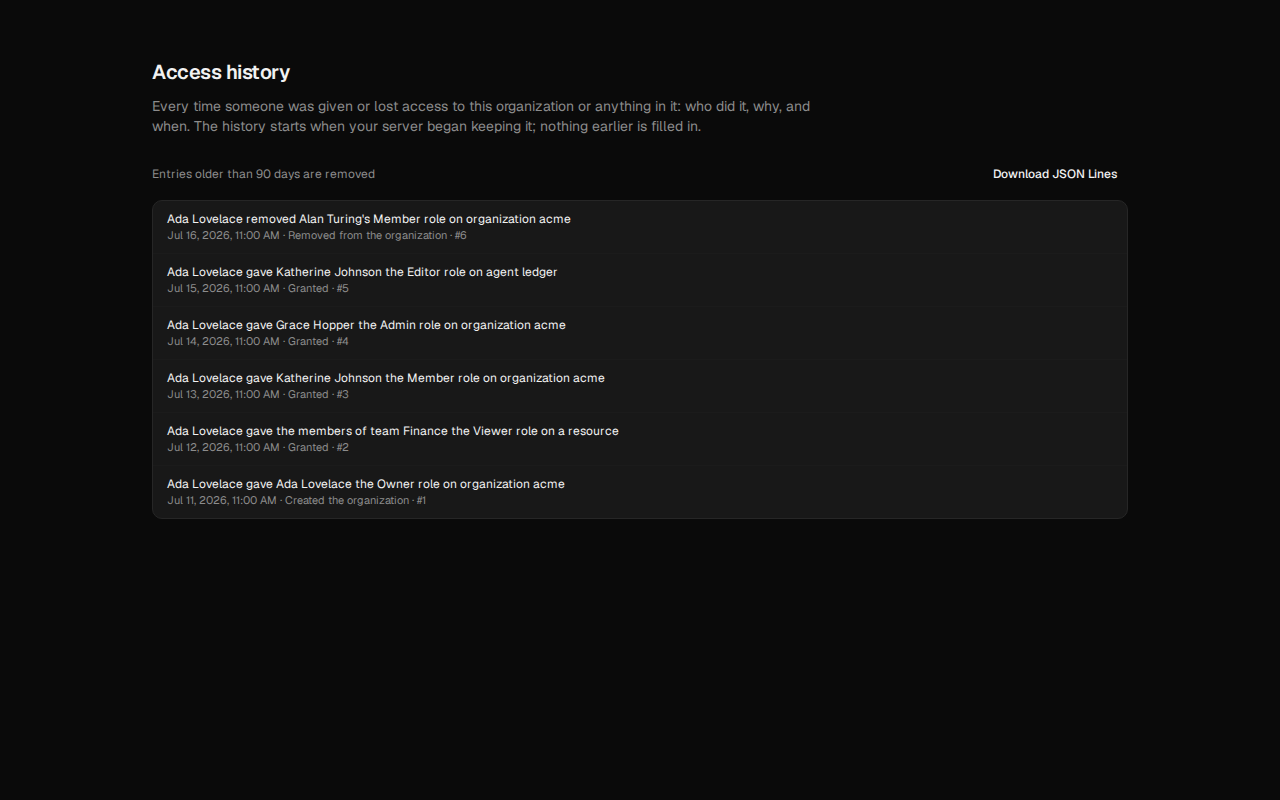 Access history
Every time someone was given or lost access to this organization or anything in it: who did it, why, and
when. The history starts when your server began keeping it; nothing earlier is filled in.
Entries older than 90 days are removed
Download JSON Lines
Ada Lovelace removed Alan Turing's Member role on organization acme
Jul 16, 2026, 11:00 AM · Removed from the organization · #6
Ada Lovelace gave Katherine Johnson the Editor role on agent ledger
Jul 15, 2026, 11:00 AM · Granted · #5
Ada Lovelace gave Grace Hopper the Admin role on organization acme
Jul 14, 2026, 11:00 AM · Granted · #4
Ada Lovelace gave Katherine Johnson the Member role on organization acme
Jul 13, 2026, 11:00 AM · Granted · #3
Ada Lovelace gave the members of team Finance the Viewer role on a resource
Jul 12, 2026, 11:00 AM · Granted · #2
Ada Lovelace gave Ada Lovelace the Owner role on organization acme
Jul 11, 2026, 11:00 AM · Created the organization · #1